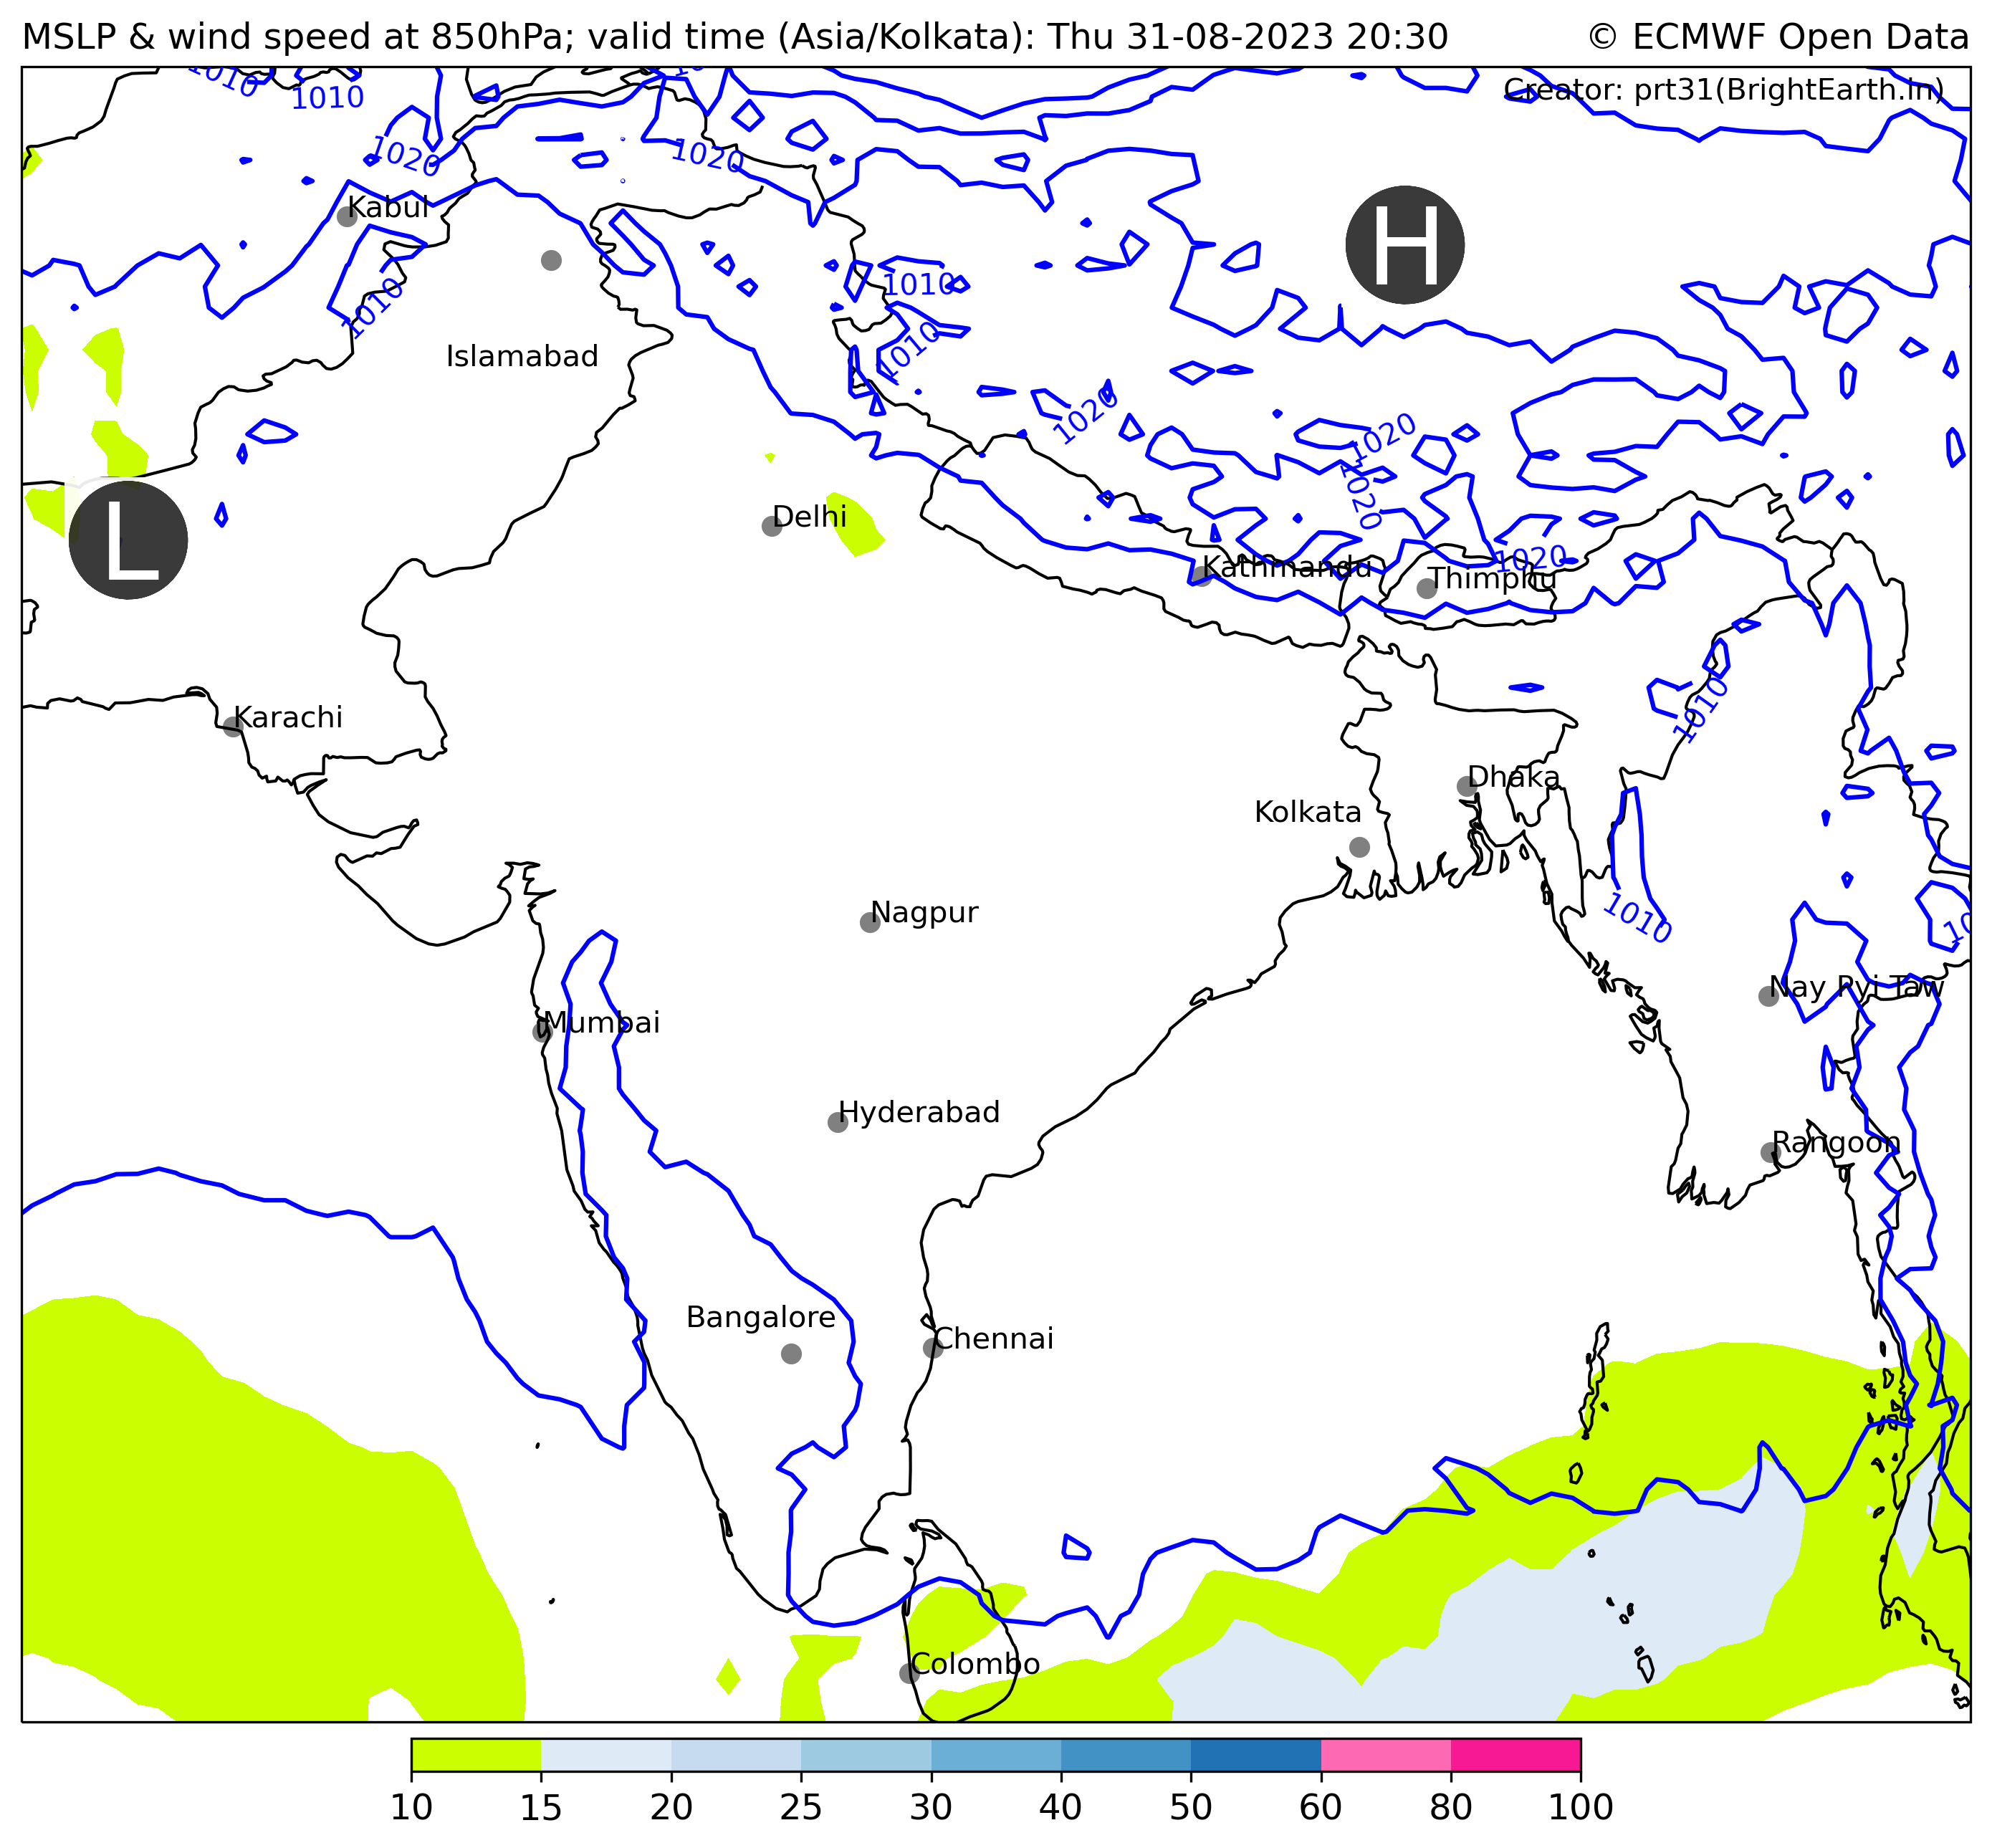 MSLP & wind speed at 850hPa; valid time (Asia/Kolkata): Thu 31-08-2023 20:30 © ECMWF Open Data
Creator: prt31(BrightEarth.in)
1010
1010
1020
1020
Kabul
H
1010
1010
1010
Islamabad
1020
1020
1020
L
Delhi
1020
Kathmandu
Thimphu
1010
Karachi
Dhaka
Kolkata
Nagpur
1010
Nay Pyi Taw
Mumbai
Hyderabad
Rangoon
Bangalore
Chennai
Colombo
10 15 20 25 30 40 50 60 80 100